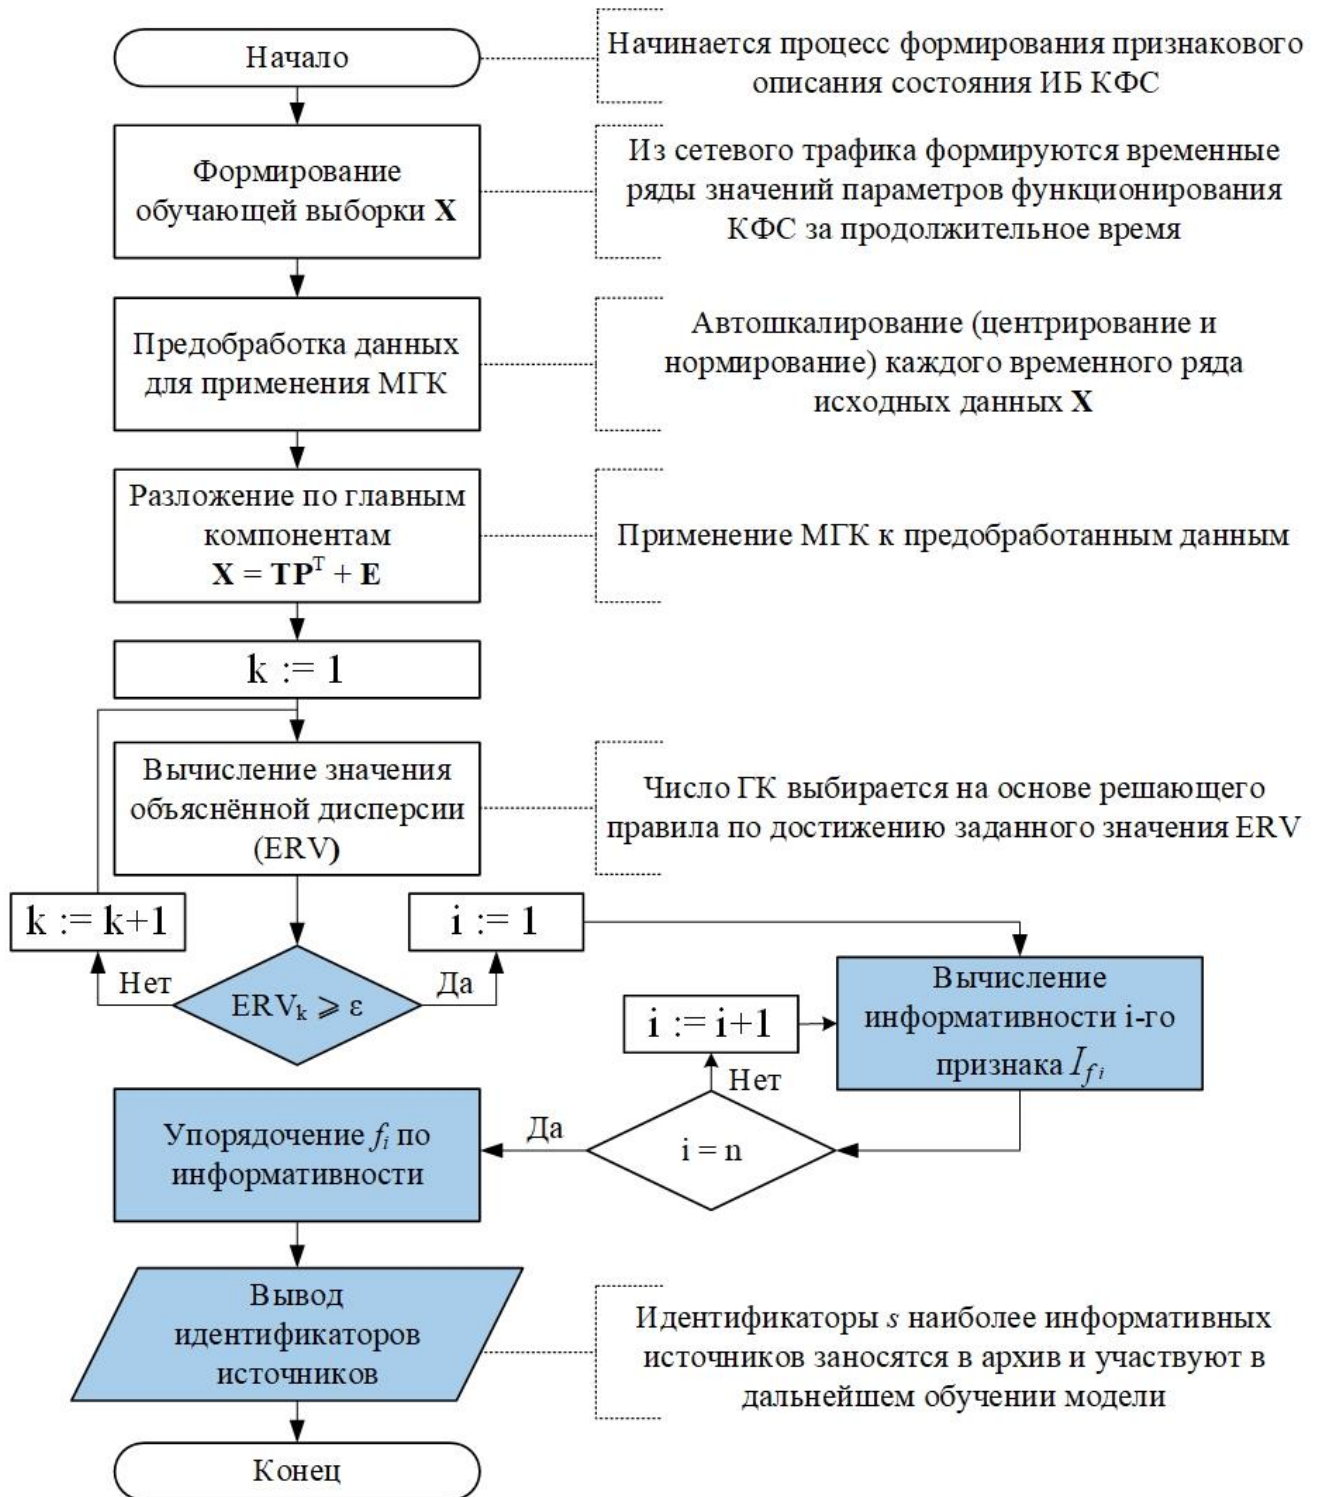 Начало
Начинается процесс формирования признакового
описания состояния ИБ КФС
Формирование
обучающей выборки X
Из сетевого трафика формируются временные
ряды значений параметров функционирования
КФС за продолжительное время
Предобработка данных
для применения МГК
Автошкалирование (центрирование и
нормирование) каждого временного ряда
исходных данных X
Разложение по главным
компонентам
X = TPᵀ + E
Применение МГК к предобработанным данным
k := 1
Вычисление значения
объяснённой дисперсии
(ERV)
Число ГК выбирается на основе решающего
правила по достижению заданного значения ERV
k := k+1
i := 1
Нет
ERVₖ ⩾ ε
Да
Вычисление
информативности i-го
признака I_{f_i}
i := i+1
Нет
i = n
Да
Упорядочение f_i по
информативности
Вывод
идентификаторов
источников
Идентификаторы s наиболее информативных
источников заносятся в архив и участвуют в
дальнейшем обучении модели
Конец